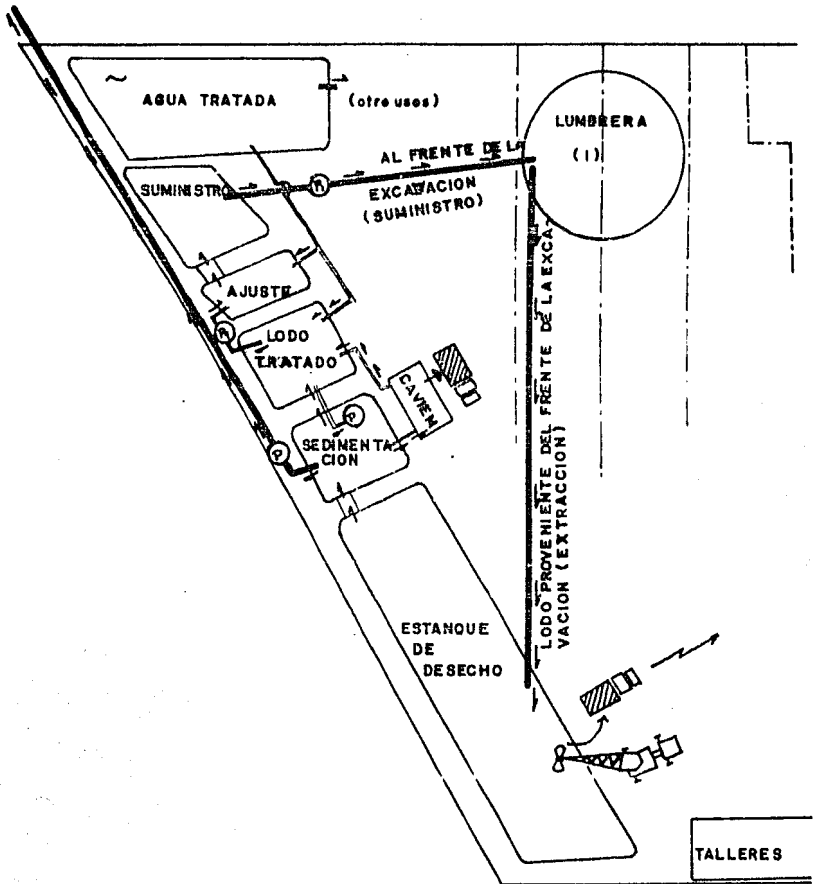 AGUA TRATADA
(otro usos)
LUMBRERA
(1)
AL FRENTE DE LA
EXCAVACION
(SUMINISTRO)
SUMINISTRO
P
AJUSTE
P
LODO
TRATADO
CAVIEM
P
SEDIMENTA
CION
P
LODO PROVENIENTE DEL FRENTE DE LA EXCA-
VACION (EXTRACCION)
ESTANQUE
DE
DESECHO
TALLERES